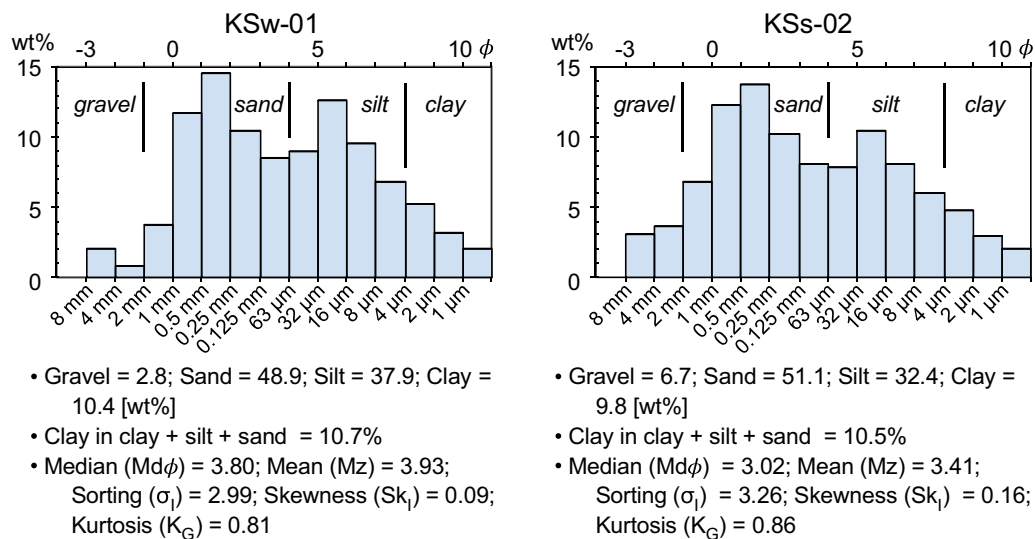 KSw-01
wt%
-3 0 5 10 ϕ
15
10
5
0
gravel sand silt clay
8 mm
4 mm
2 mm
1 mm
0.5 mm
0.25 mm
0.125 mm
63 μm
32 μm
16 μm
8 μm
4 μm
2 μm
1 μm
• Gravel = 2.8; Sand = 48.9; Silt = 37.9; Clay =
10.4 [wt%]
• Clay in clay + silt + sand = 10.7%
• Median (Mdϕ) = 3.80; Mean (Mz) = 3.93;
Sorting (σI) = 2.99; Skewness (SkI) = 0.09;
Kurtosis (KG) = 0.81
KSs-02
wt%
-3 0 5 10 ϕ
15
10
5
0
gravel sand silt clay
8 mm
4 mm
2 mm
1 mm
0.5 mm
0.25 mm
0.125 mm
63 μm
32 μm
16 μm
8 μm
4 μm
2 μm
1 μm
• Gravel = 6.7; Sand = 51.1; Silt = 32.4; Clay =
9.8 [wt%]
• Clay in clay + silt + sand = 10.5%
• Median (Mdϕ) = 3.02; Mean (Mz) = 3.41;
Sorting (σI) = 3.26; Skewness (SkI) = 0.16;
Kurtosis (KG) = 0.86